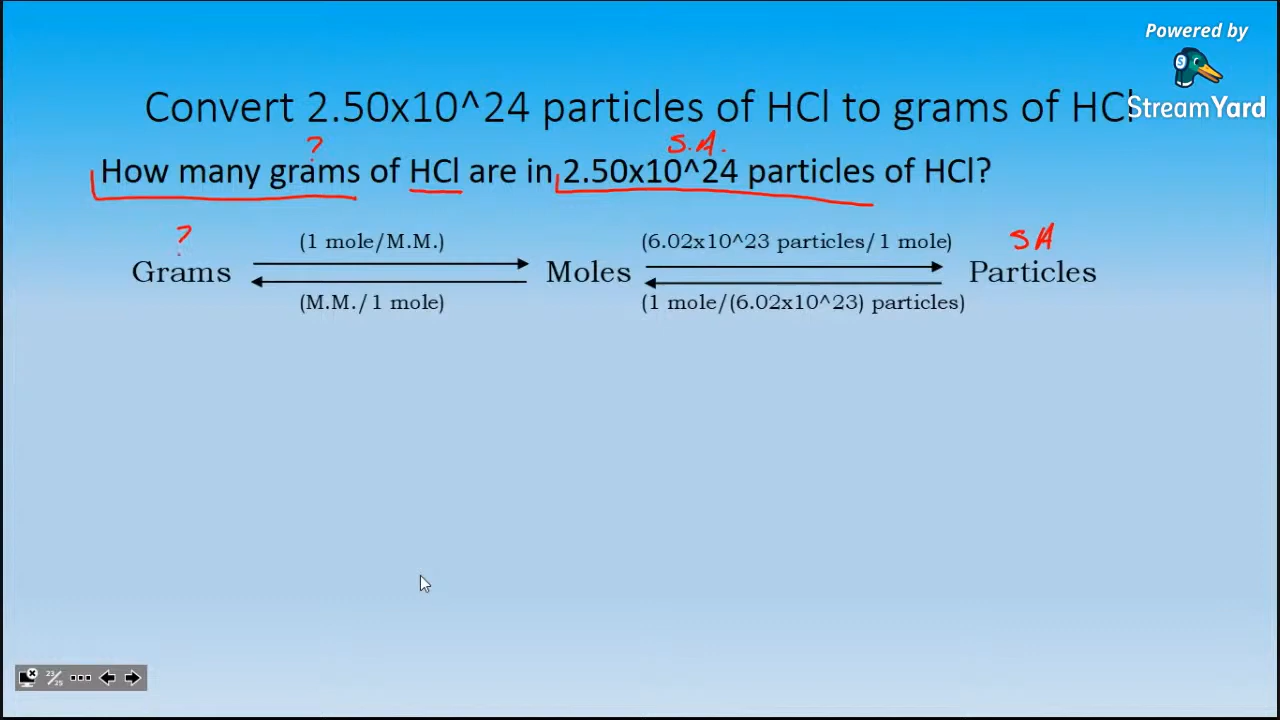 Powered by
StreamYard
Convert 2.50x10^24 particles of HCl to grams of HCl
? S.A.
How many grams of HCl are in 2.50x10^24 particles of HCl?
? (1 mole/M.M.) (6.02x10^23 particles/1 mole) SA
Grams Moles Particles
(M.M./1 mole) (1 mole/(6.02x10^23) particles)
23/25